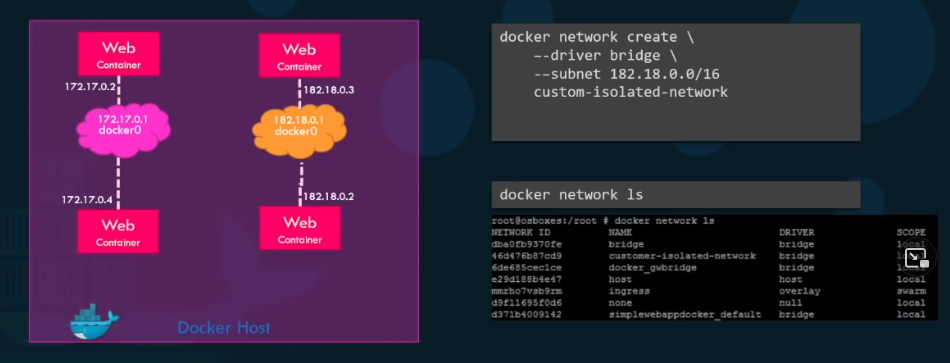 Web
Container
172.17.0.2
172.17.0.1
docker0
172.17.0.4
Web
Container
Web
Container
182.18.0.3
182.18.0.1
docker0
182.18.0.2
Web
Container
Docker Host
docker network create \
--driver bridge \
--subnet 182.18.0.0/16
custom-isolated-network
docker network ls
root@osboxes:/root # docker network ls
NETWORK ID NAME DRIVER SCOPE
dba0fb9370fe bridge bridge local
46d476b87cd9 customer-isolated-network bridge
6de685cec1ce docker_gwbridge bridge local
e29d188b4e47 host host local
mmrho7vsb9rm ingress overlay swarm
d9f11695f0d6 none null local
d371b4009142 simplewebappdocker_default bridge local